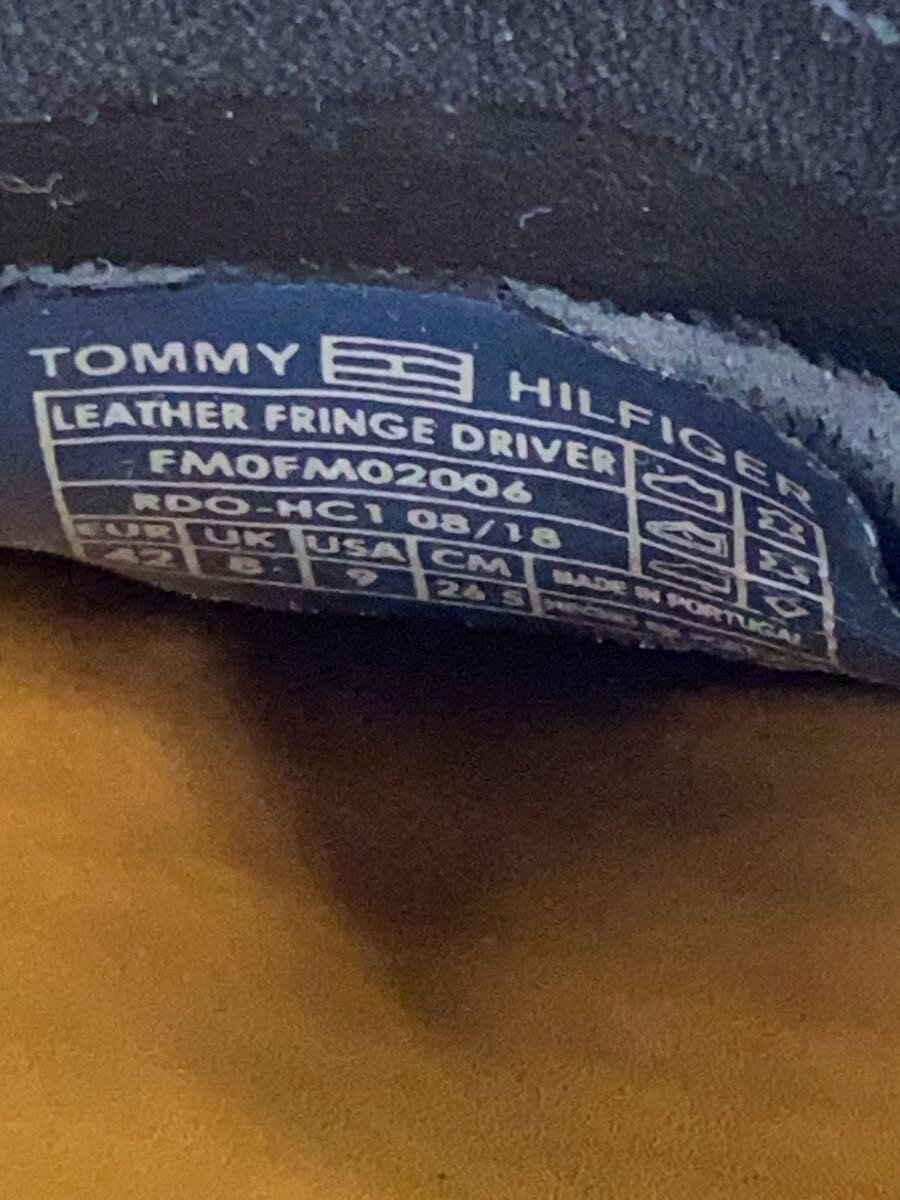 TOMMY HILFIGER
LEATHER FRINGE DRIVER
FM0FM02006
RDO-HC1 08/18
EUR UK USA CM MADE IN PORTUGAL
42 8 9 26 5